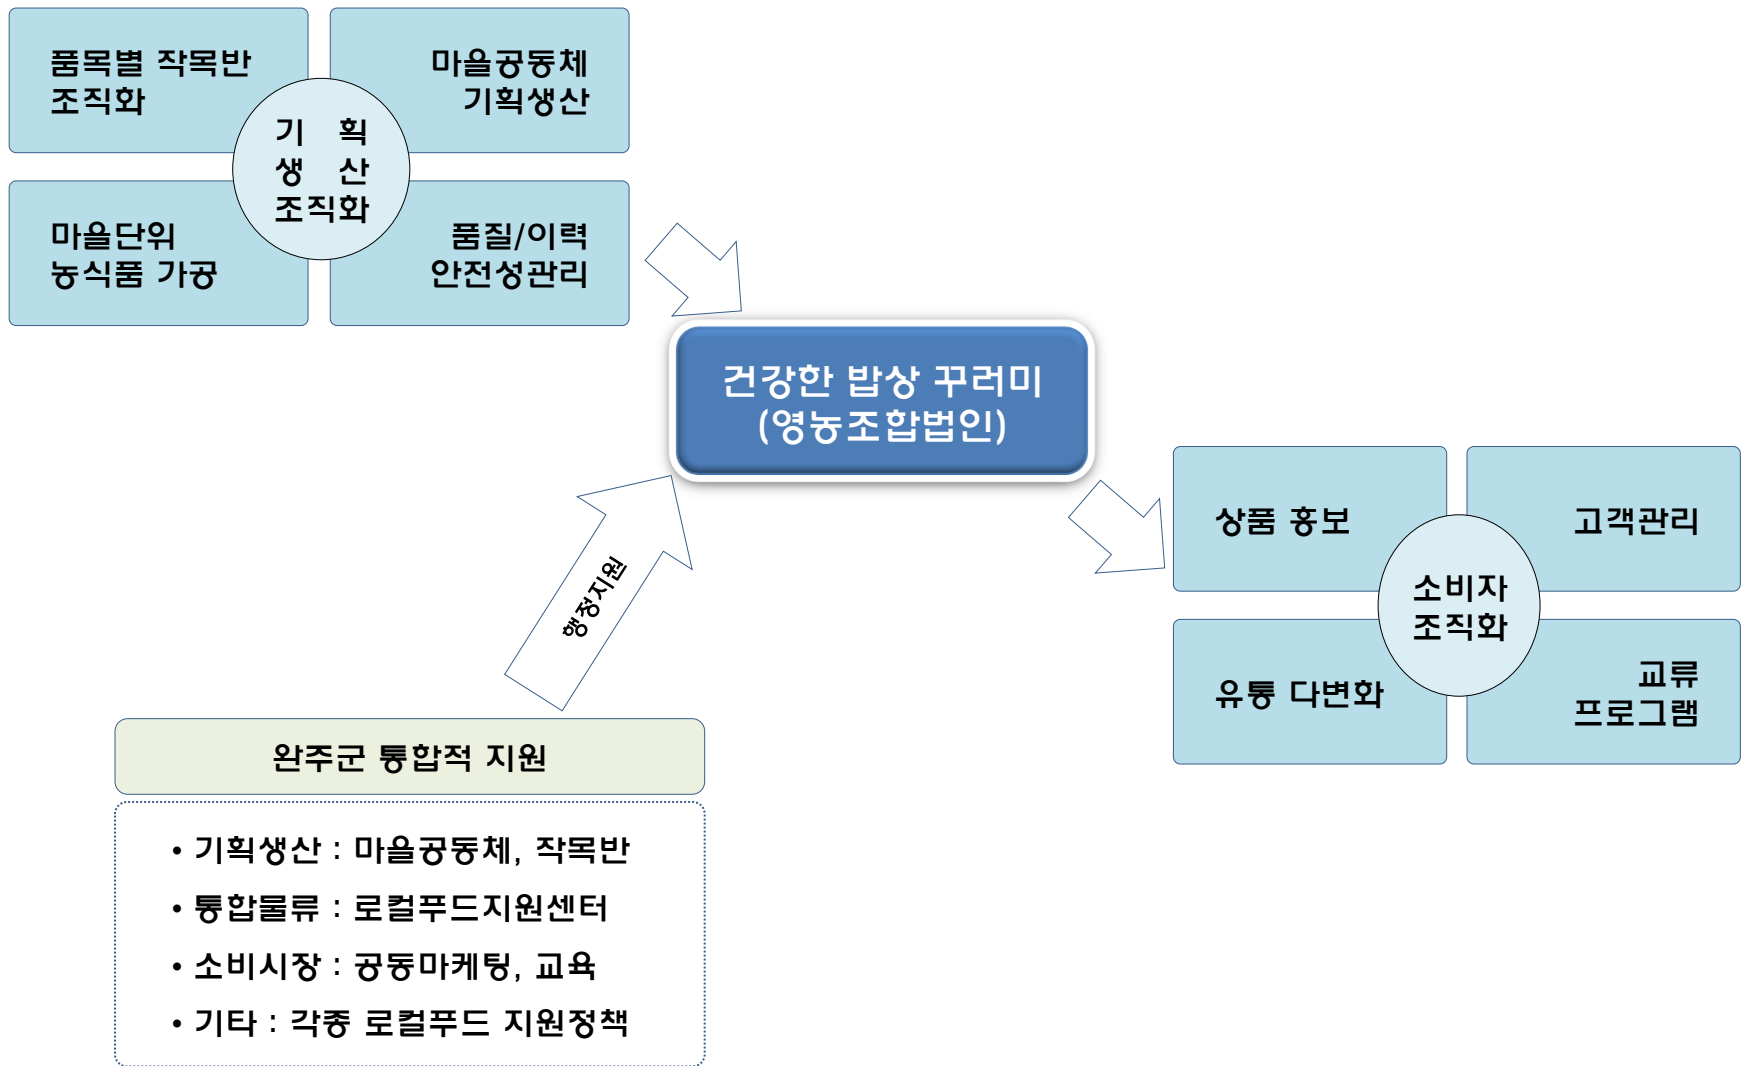 품목별 작목반
조직화
마을공동체
기획생산
기 획
생 산
조직화
마을단위
농식품 가공
품질/이력
안전성관리
건강한 밥상 꾸러미
(영농조합법인)
행정지원
상품 홍보
고객관리
소비자
조직화
유통 다변화
교류
프로그램
완주군 통합적 지원
• 기획생산 : 마을공동체, 작목반
• 통합물류 : 로컬푸드지원센터
• 소비시장 : 공동마케팅, 교육
• 기타 : 각종 로컬푸드 지원정책